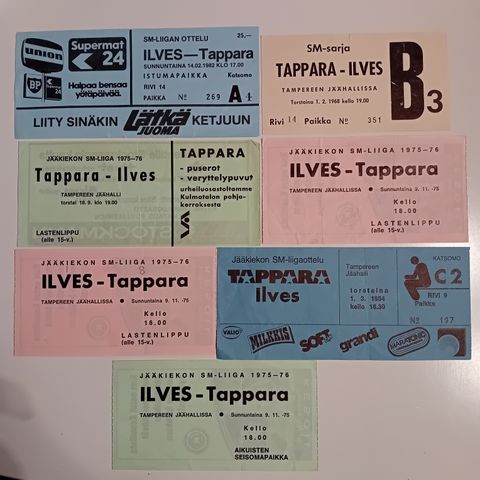 union
Supermat
24
BP
Halpaa bensaa
yötäpäivää.
SM-LIIGAN OTTELU
25,—
ILVES—Tappara
SUNNUNTAINA 14.02.1982 KLO 17.00
ISTUMAPAIKKA
Katsomo
RIVI 14
PAIKKA № 269
A 4
LIITY SINÄKIN Lätkä JUOMA KETJUUN
SM-sarja
TAPPARA - ILVES
TAMPEREEN JÄÄHALLISSA
Torstaina 1. 2. 1968 kello 19.00
Rivi 14 Paikka № 351
B 3
JÄÄKIEKON SM-LIIGA 1975-76
Tappara - Ilves
TAMPEREEN JÄÄHALLI
torstai 18. 9. klo 19.00
LASTENLIPPU
(alle 15-v.)
TAPPARA
- puserot
- veryttelypuvut
urheiluosastoltamme
Kulmatalon pohja-
kerroksesta
JÄÄKIEKON SM-LIIGA 1975-76
ILVES - Tappara
TAMPEREEN JÄÄHALLISSA • Sunnuntaina 9. 11. -75
Kello
18.00
LASTENLIPPU
(alle 15-v.)
JÄÄKIEKON SM-LIIGA 1975-76
ILVES - Tappara
TAMPEREEN JÄÄHALLISSA • Sunnuntaina 9. 11. -75
Kello
18.00
LASTENLIPPU
(alle 15-v.)
Jääkiekon SM-liigaottelu
TAPPARA
Ilves
Tampereen
Jäähalli
torstaina
1. 3. 1984
kello 18.30
KATSOMO
C 2
RIVI 9
Paikka
№ 197
VALIO
MILKKIS
SOFT
grandi
MARATONIC
JÄÄKIEKON SM-LIIGA 1975-76
ILVES - Tappara
TAMPEREEN JÄÄHALLISSA • Sunnuntaina 9. 11. -75
Kello
18.00
AIKUISTEN
SEISOMAPAIKKA